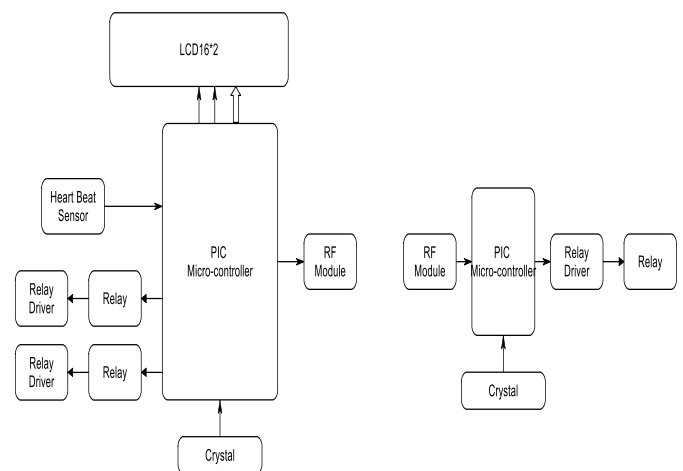 LCD16*2
Heart Beat
Sensor
PIC
Micro-controller
RF
Module
Relay
Driver
Relay
Relay
Driver
Relay
Crystal
RF
Module
PIC
Micro-controller
Relay
Driver
Relay
Crystal